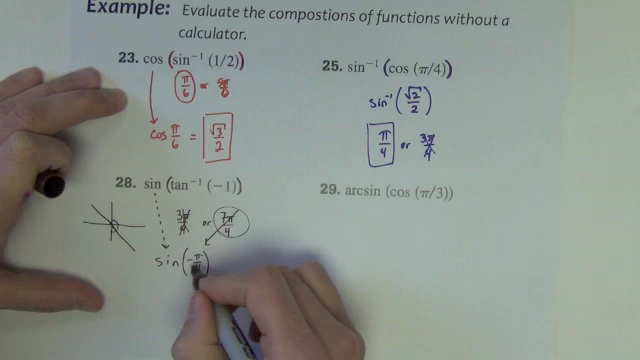 Example: Evaluate the compostions of functions without a
calculator.
23. cos (sin⁻¹ (1/2))
π/6 or 5π/6
cos π/6 = √3/2
25. sin⁻¹ (cos (π/4))
sin⁻¹ (√2/2)
π/4 or 3π/4
28. sin (tan⁻¹ (−1))
3π/4 or 7π/4
sin(-π/4)
29. arcsin (cos (π/3))